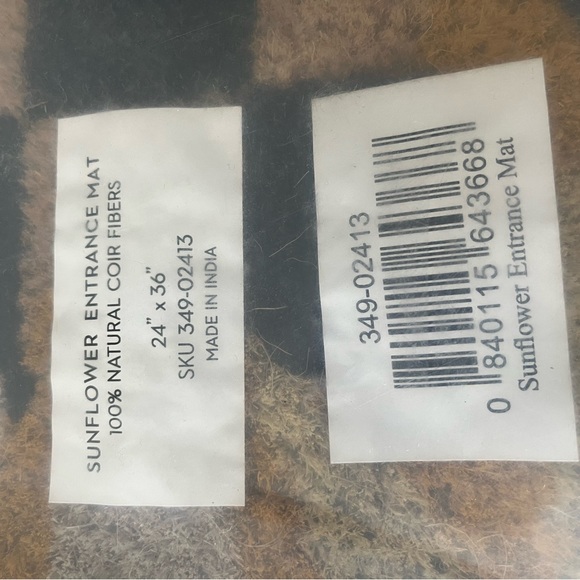 SUNFLOWER ENTRANCE MAT
100% NATURAL COIR FIBERS
24” x 36”
SKU 349-02413
MADE IN INDIA
349-02413
0 840115 643668
Sunflower Entrance Mat